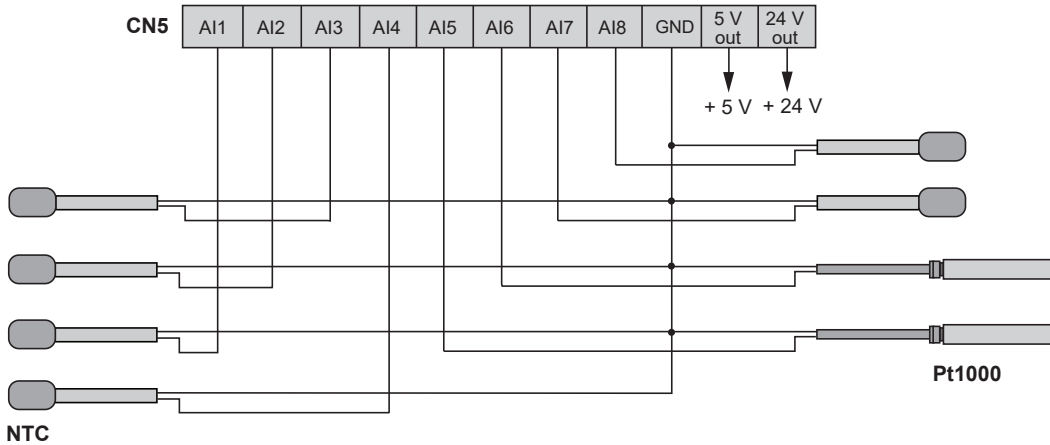 CN5 AI1 AI2 AI3 AI4 AI5 AI6 AI7 AI8 GND 5 V out 24 V out
+ 5 V + 24 V
Pt1000
NTC